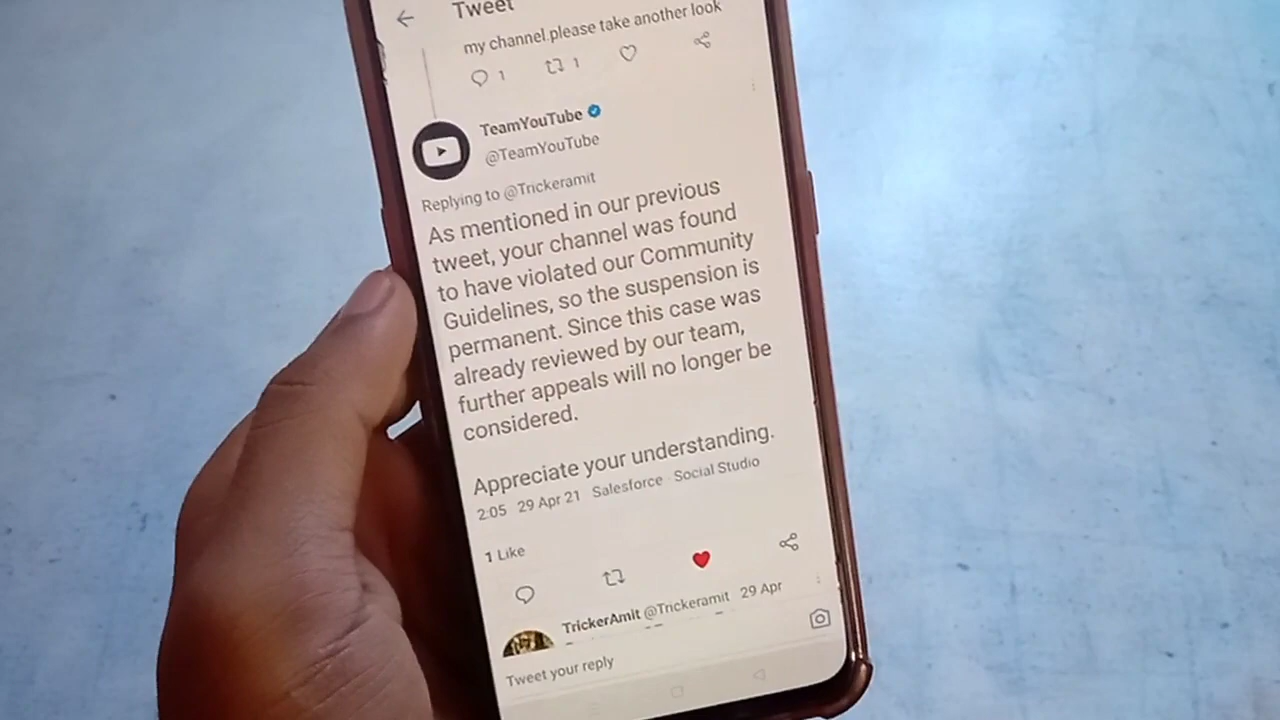 Tweet
my channel.please take another look
1 1
TeamYouTube
@TeamYouTube
Replying to @Trickeramit
As mentioned in our previous
tweet, your channel was found
to have violated our Community
Guidelines, so the suspension is
permanent. Since this case was
already reviewed by our team,
further appeals will no longer be
considered.
Appreciate your understanding.
2:05 29 Apr 21 Salesforce - Social Studio
1 Like
TrickerAmit @Trickeramit 29 Apr
Tweet your reply